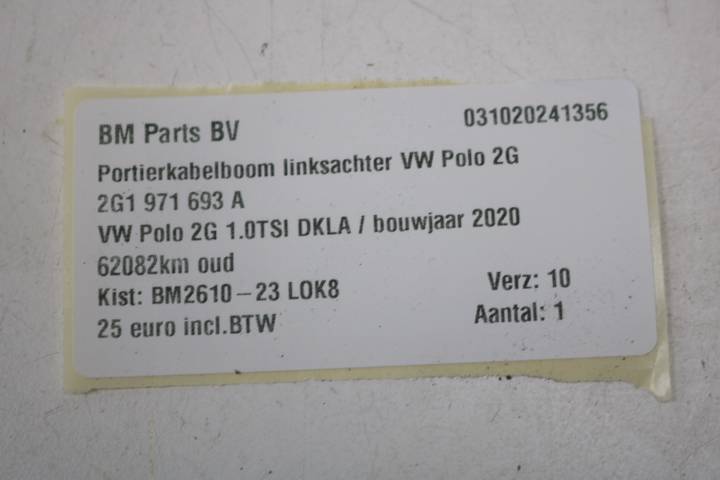 BM Parts BV 031020241356
Portierkabelboom linksachter VW Polo 2G
2G1 971 693 A
VW Polo 2G 1.0TSI DKLA / bouwjaar 2020
62082km oud
Kist: BM2610-23 LOK8 Verz: 10
25 euro incl.BTW Aantal: 1